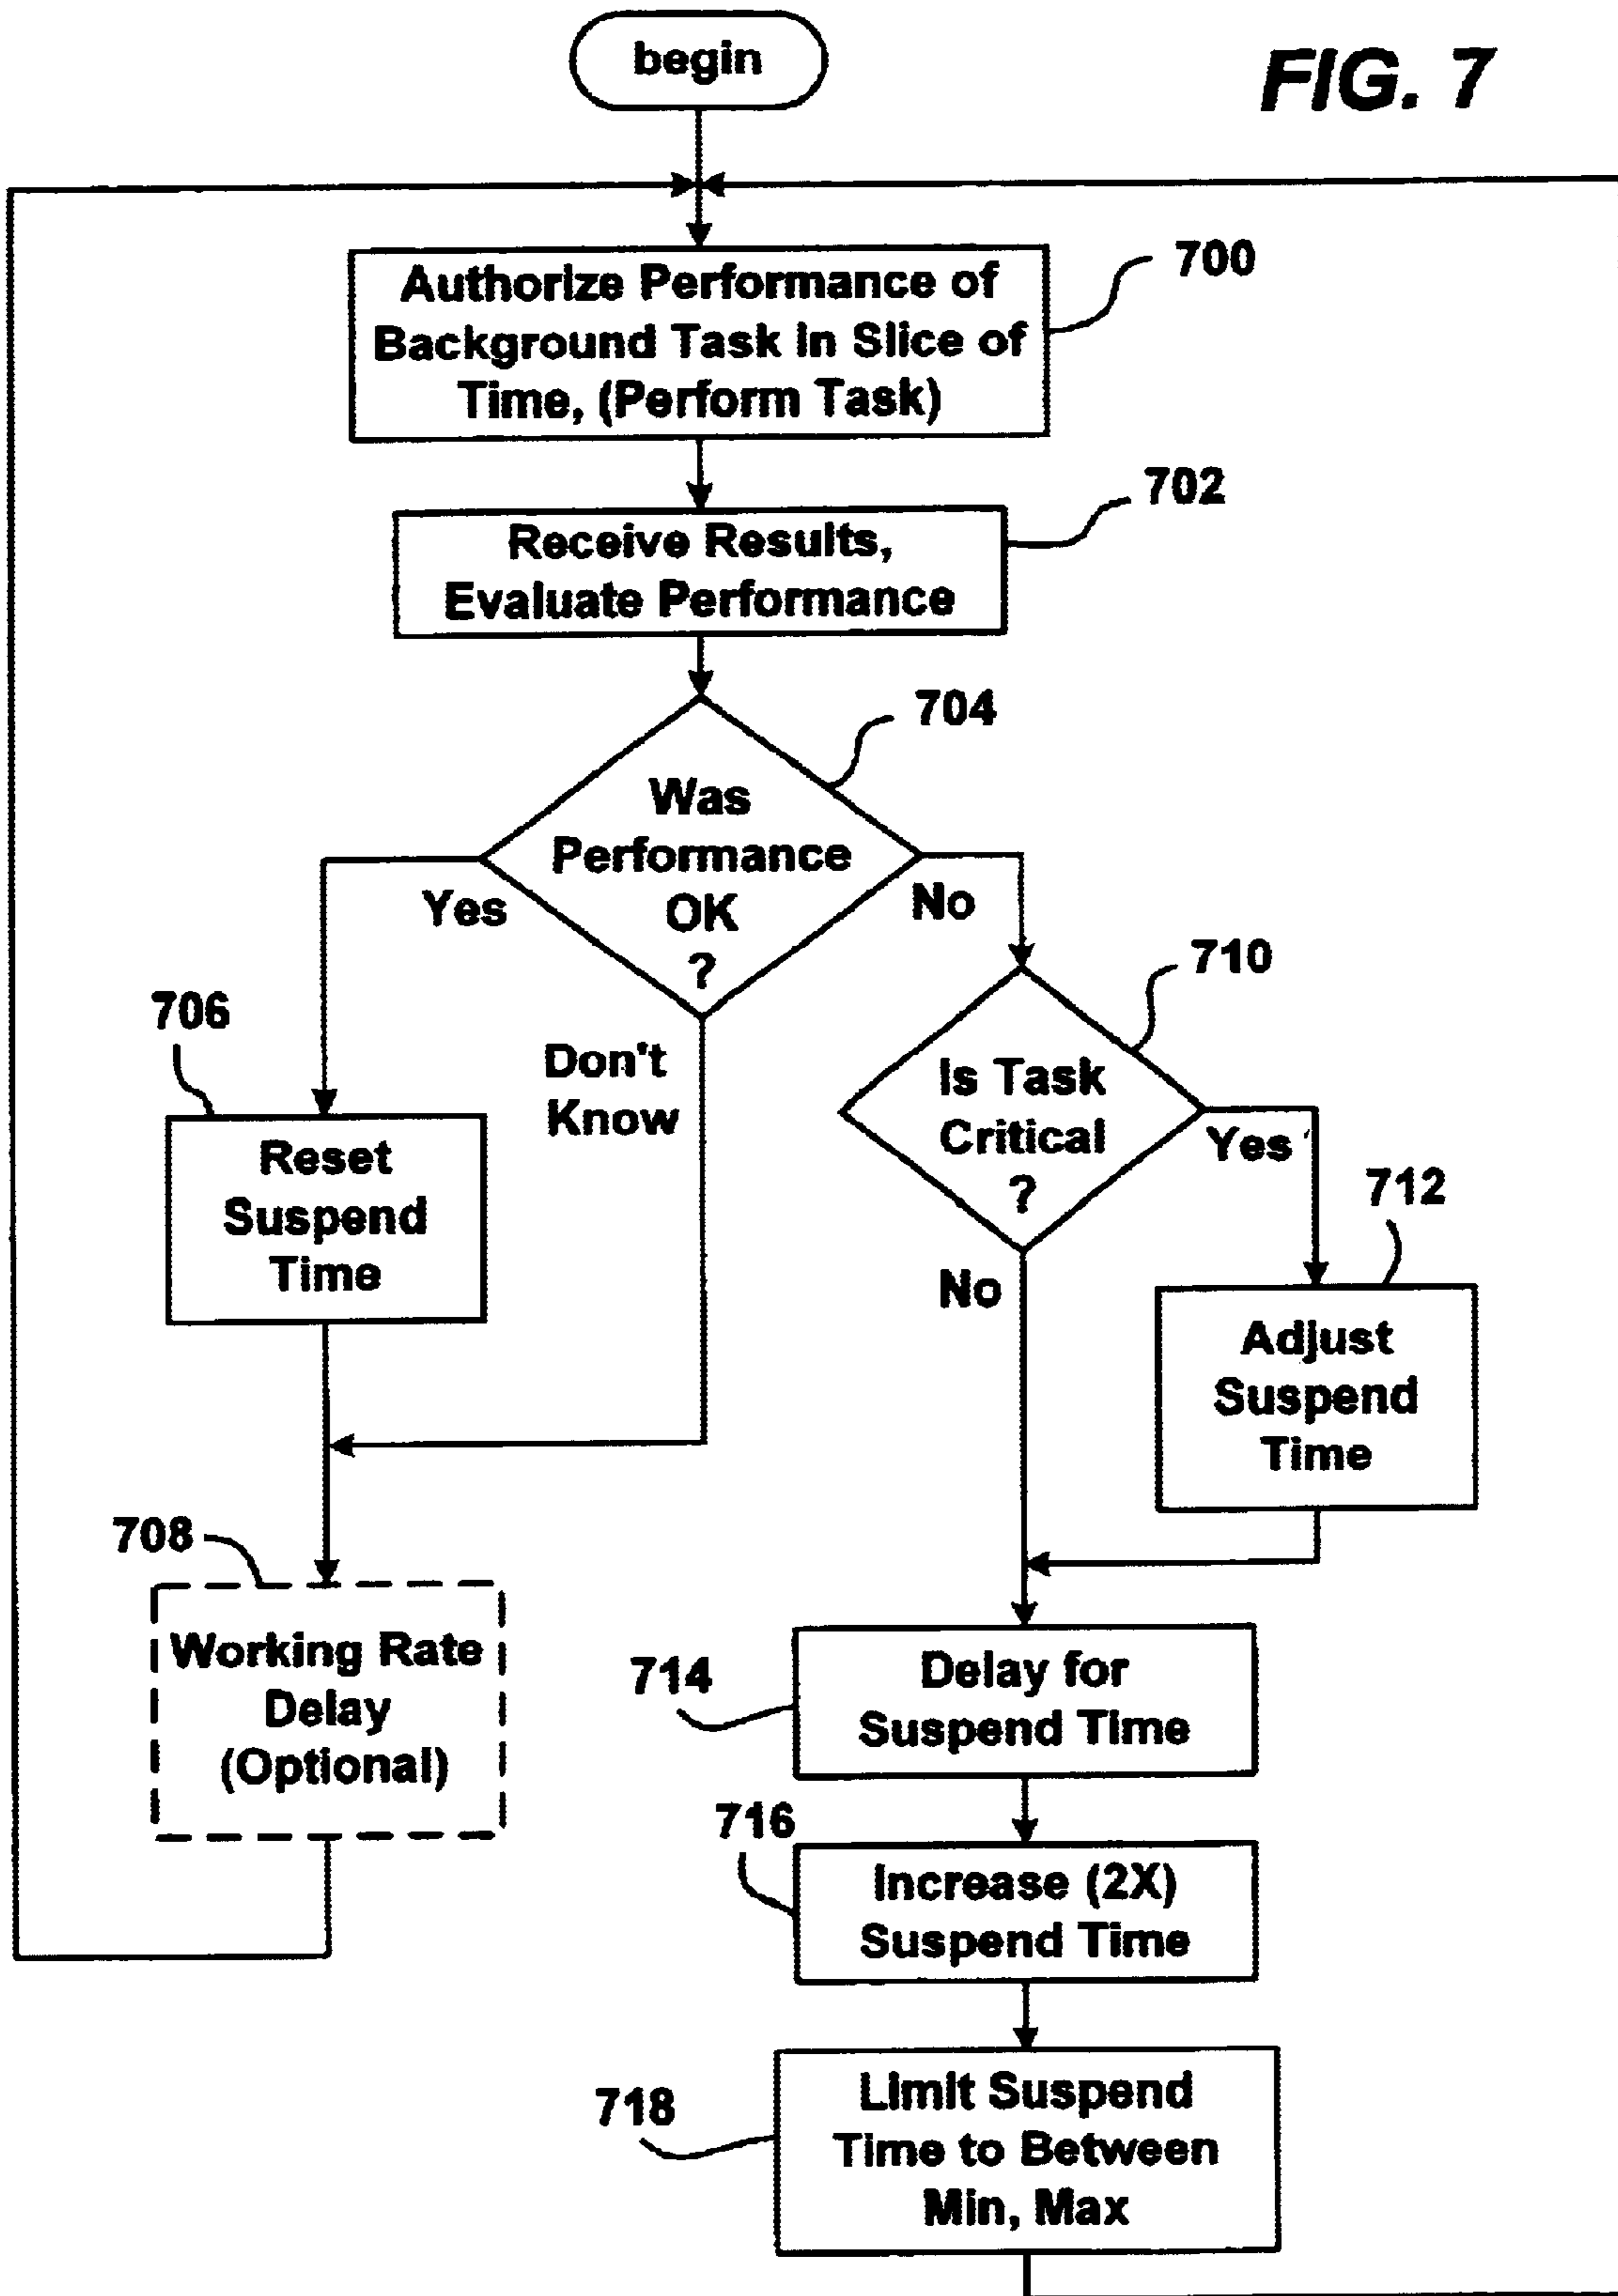 begin
FIG. 7
Authorize Performance of
Background Task in Slice of
Time, (Perform Task)
700
Receive Results,
Evaluate Performance
702
704
Was
Performance
OK
?
Yes
No
Don't
Know
706
Reset
Suspend
Time
710
Is Task
Critical
?
Yes
No
712
Adjust
Suspend
Time
708
Working Rate
Delay
(Optional)
714
Delay for
Suspend Time
716
Increase (2X)
Suspend Time
718
Limit Suspend
Time to Between
Min, Max